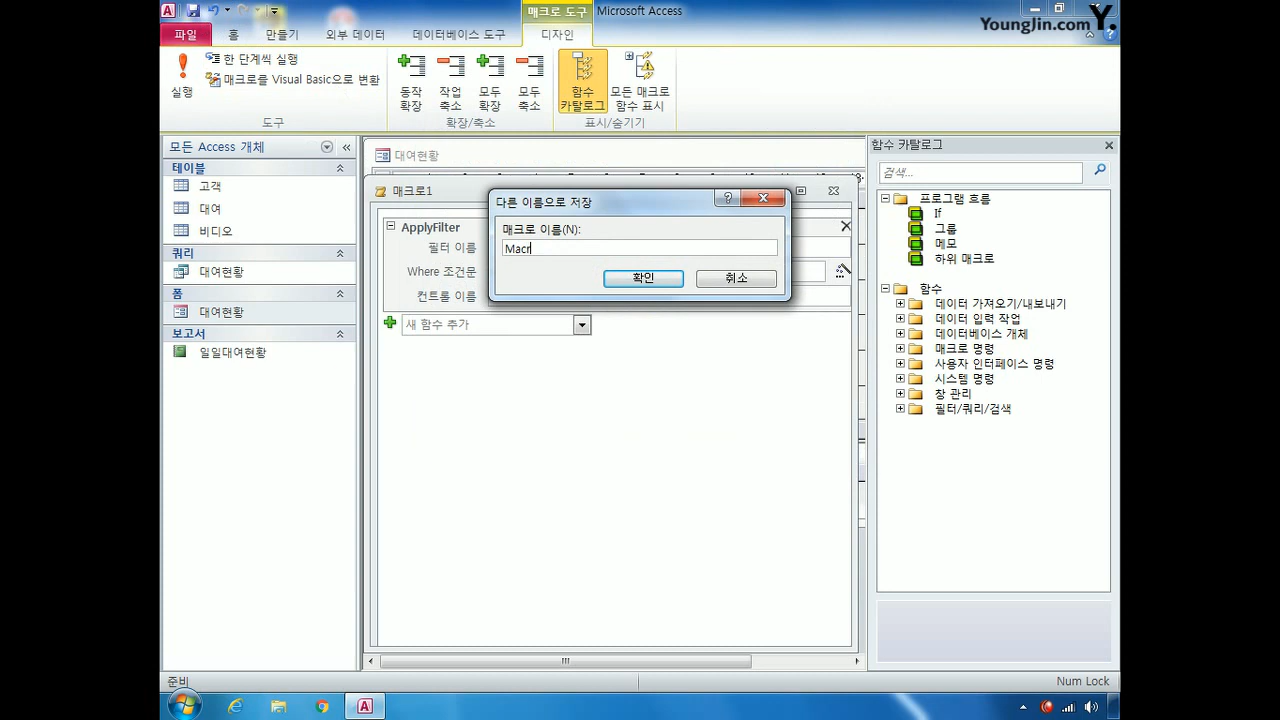 매크로 도구
Microsoft Access
YoungJin.com Y.
파일
홈
만들기
외부 데이터
데이터베이스 도구
디자인
실행
한 단계씩 실행
매크로를 Visual Basic으로 변환
도구
동작 확장
작업 축소
모두 확장
모두 축소
확장/축소
함수 카탈로그
모든 매크로 함수 표시
표시/숨기기
모든 Access 개체
테이블
고객
대여
비디오
쿼리
대여현황
폼
대여현황
보고서
일일대여현황
대여현황
매크로1
ApplyFilter
필터 이름
Where 조건문
컨트롤 이름
새 함수 추가
다른 이름으로 저장
매크로 이름(N):
Macr
확인
취소
함수 카탈로그
검색...
프로그램 흐름
If
그룹
메모
하위 매크로
함수
데이터 가져오기/내보내기
데이터 입력 작업
데이터베이스 개체
매크로 명령
사용자 인터페이스 명령
시스템 명령
창 관리
필터/쿼리/검색
준비
Num Lock